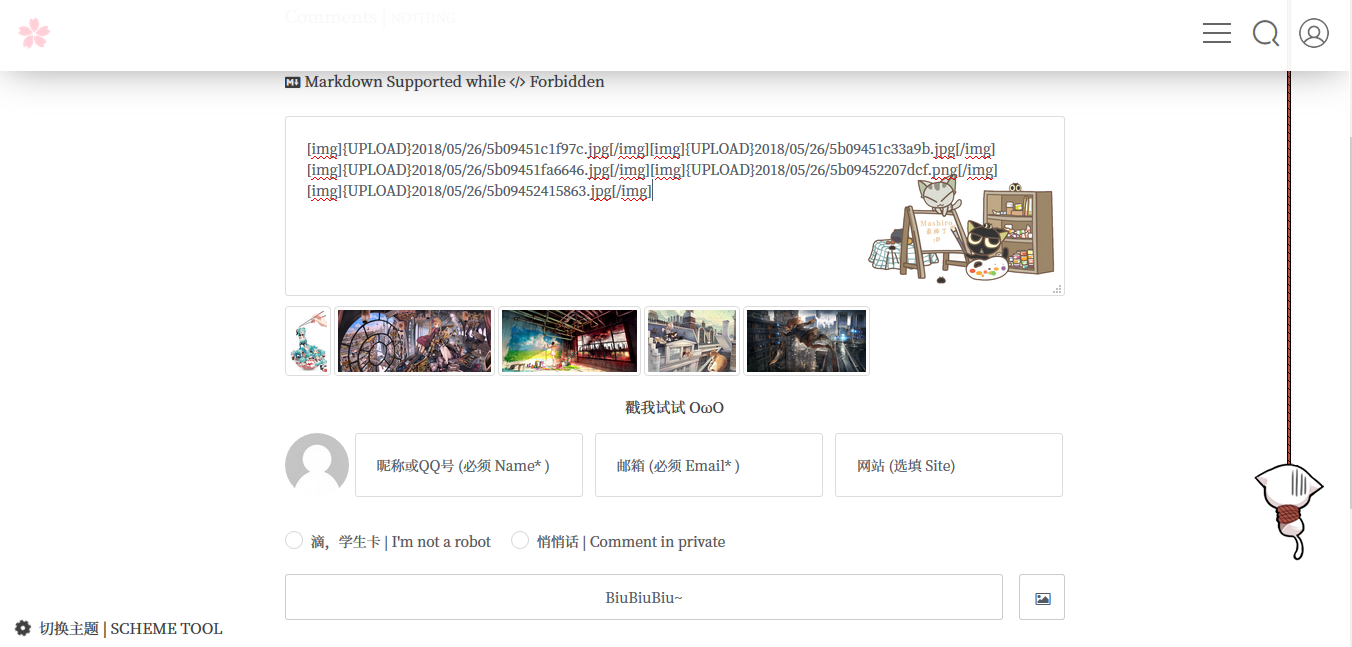 Comments | NOTHING
Markdown Supported while </> Forbidden
[img]{UPLOAD}2018/05/26/5b09451c1f97c.jpg[/img][img]{UPLOAD}2018/05/26/5b09451c33a9b.jpg[/img]
[img]{UPLOAD}2018/05/26/5b09451fa6646.jpg[/img][img]{UPLOAD}2018/05/26/5b09452207dcf.png[/img]
[img]{UPLOAD}2018/05/26/5b09452415863.jpg[/img]
Mashiro
戳我试试 OωO
昵称或QQ号 (必须 Name* )
邮箱 (必须 Email* )
网站 (选填 Site)
滴，学生卡 | I'm not a robot
悄悄话 | Comment in private
BiuBiuBiu~
切换主题 | SCHEME TOOL